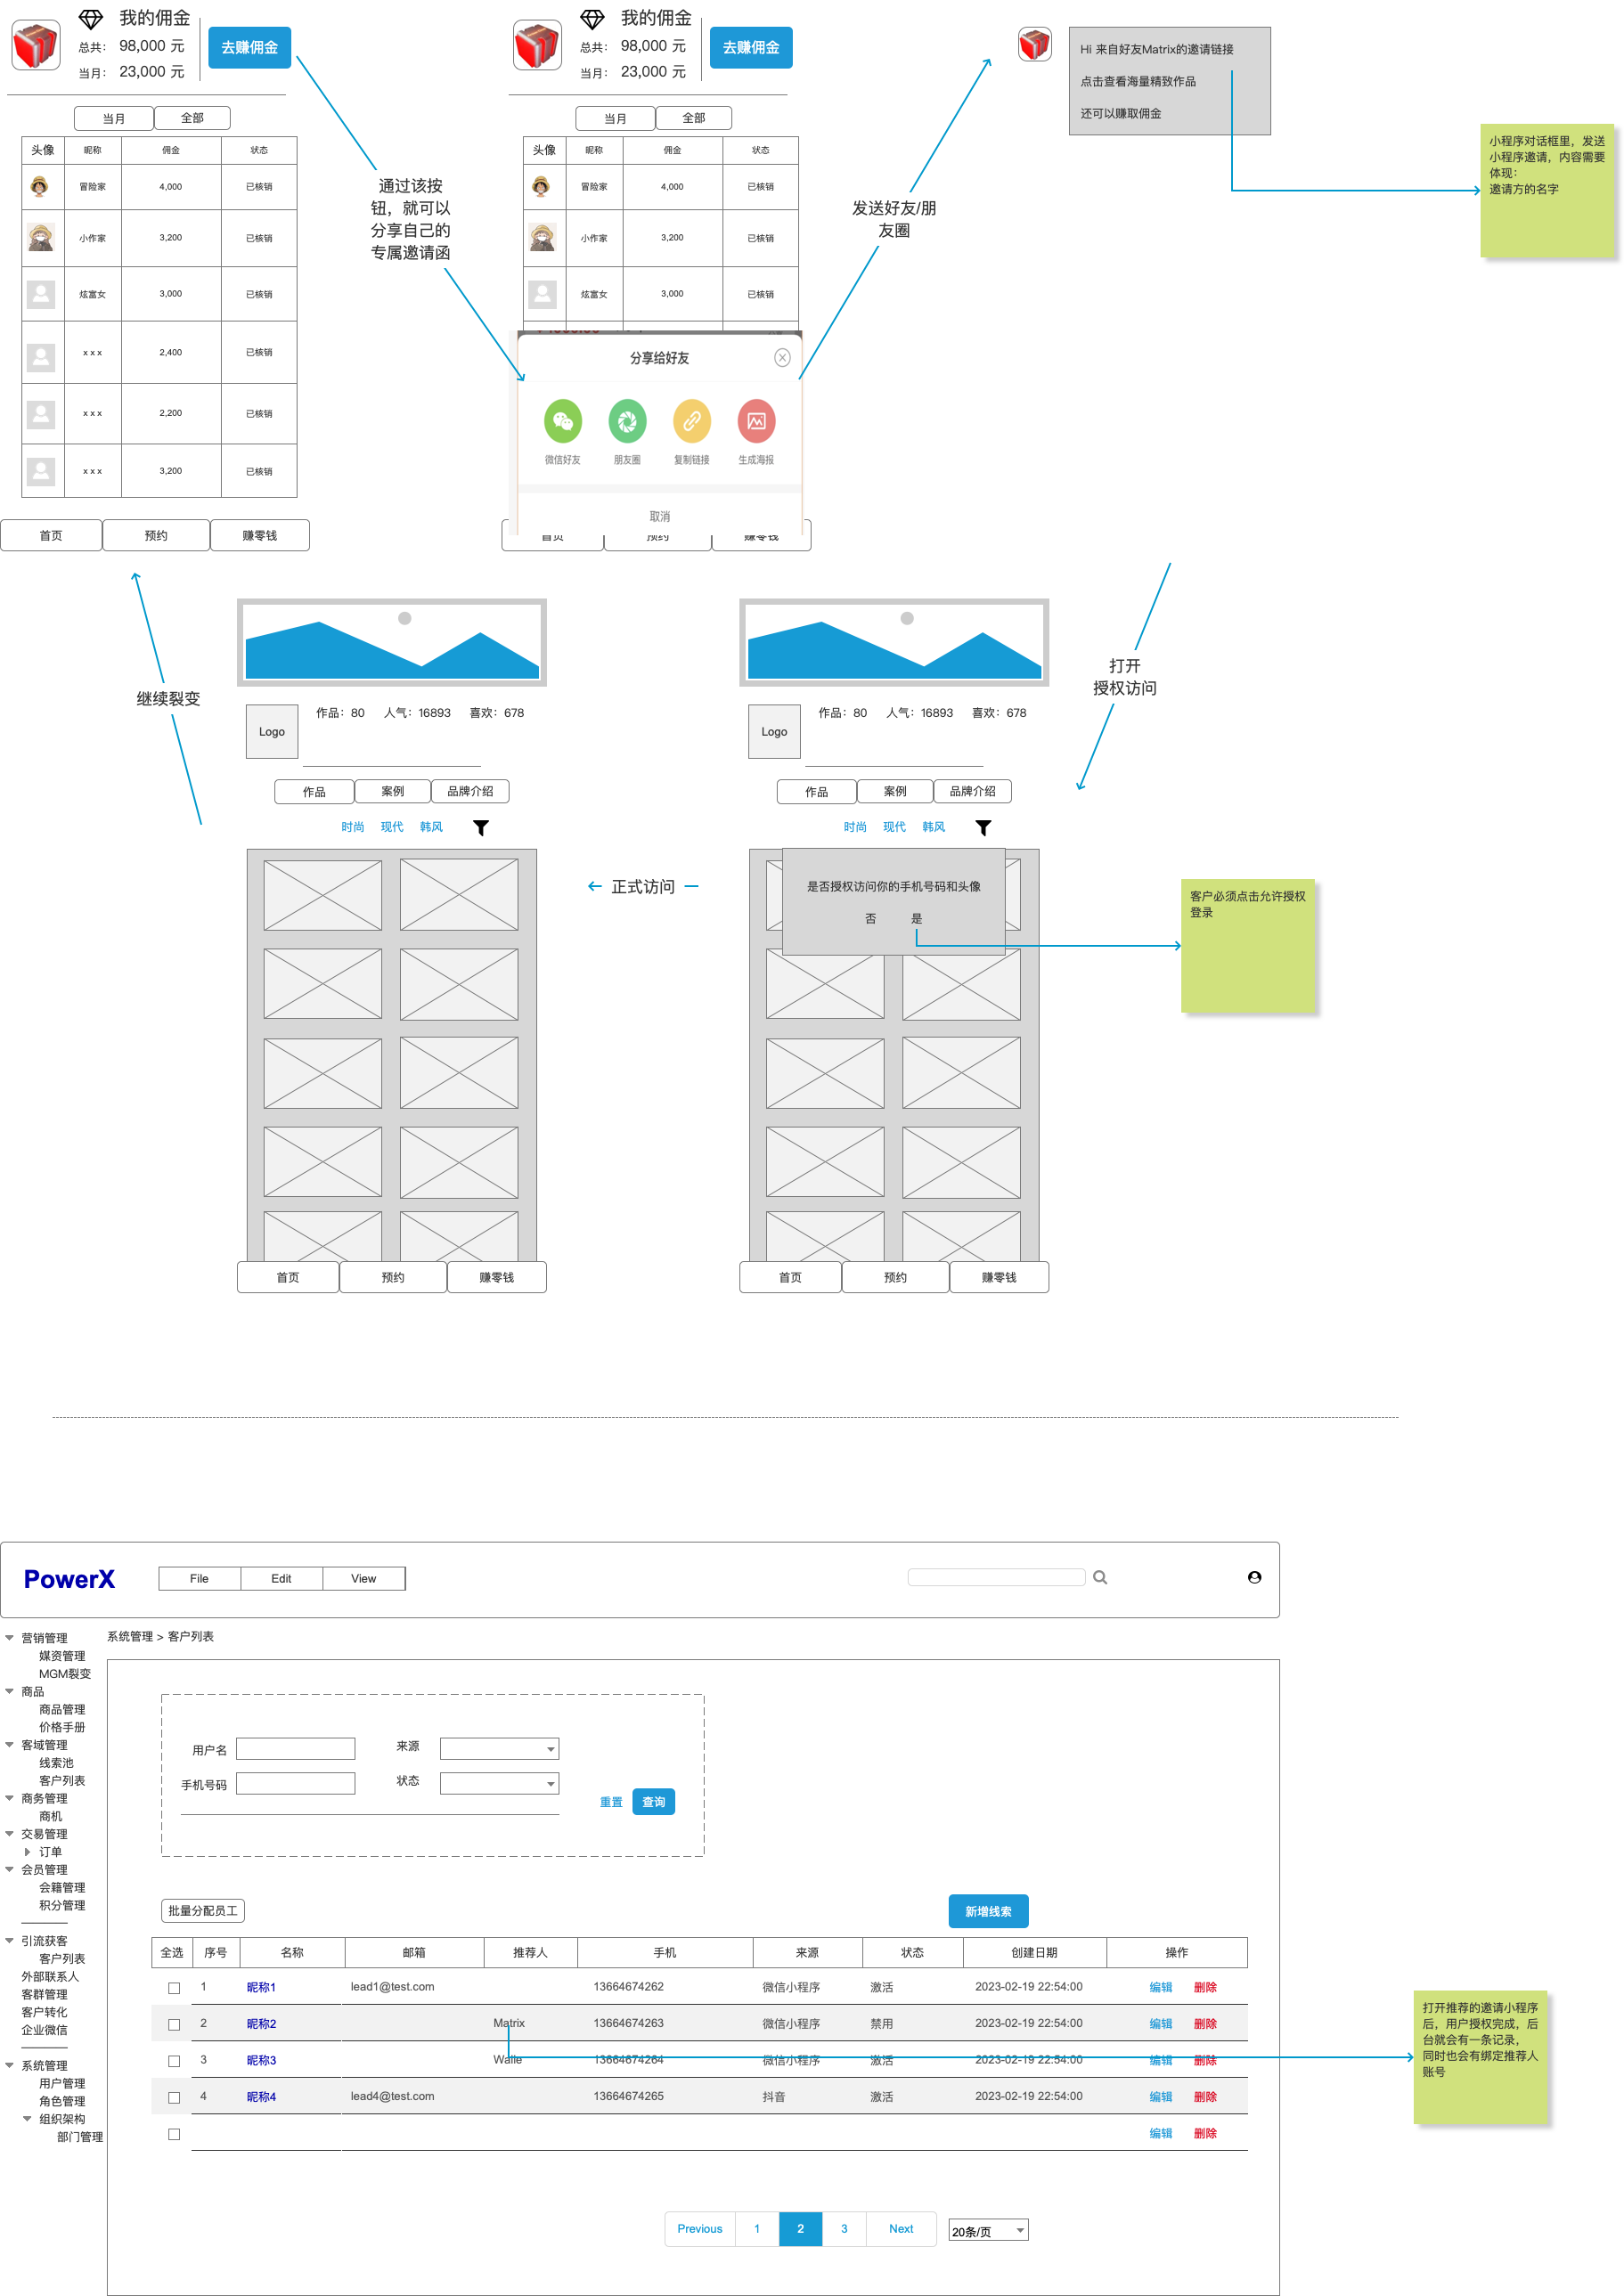 我的佣金
总共： 98,000 元
当月： 23,000 元
去赚佣金
当月 全部
头像 昵称 佣金 状态
冒险家 4,000 已核销
小作家 3,200 已核销
炫富女 3,000 已核销
x x x 2,400 已核销
x x x 2,200 已核销
x x x 3,200 已核销
首页 预约 赚零钱
通过该按
钮，就可以
分享自己的
专属邀请函
我的佣金
总共： 98,000 元
当月： 23,000 元
去赚佣金
当月 全部
头像 昵称 佣金 状态
冒险家 4,000 已核销
小作家 3,200 已核销
炫富女 3,000 已核销
分享给好友
微信好友 朋友圈 复制链接 生成海报
取消
首页 预约 赚零钱
发送好友/朋
友圈
Hi 来自好友Matrix的邀请链接
点击查看海量精致作品
还可以赚取佣金
小程序对话框里，发送
小程序邀请，内容需要
体现：
邀请方的名字
打开
授权访问
继续裂变
Logo
作品：80 人气：16893 喜欢：678
作品 案例 品牌介绍
时尚 现代 韩风
首页 预约 赚零钱
正式访问
Logo
作品：80 人气：16893 喜欢：678
作品 案例 品牌介绍
时尚 现代 韩风
是否授权访问你的手机号码和头像
否 是
首页 预约 赚零钱
客户必须点击允许授权
登录
PowerX
File Edit View
营销管理
媒资管理
MGM裂变
商品
商品管理
价格手册
客域管理
线索池
客户列表
商务管理
商机
交易管理
订单
会员管理
会籍管理
积分管理
引流获客
客户列表
外部联系人
客群管理
客户转化
企业微信
系统管理
用户管理
角色管理
组织架构
部门管理
系统管理 > 客户列表
用户名 来源
手机号码 状态
重置 查询
批量分配员工
新增线索
全选 序号 名称 邮箱 推荐人 手机 来源 状态 创建日期 操作
1 昵称1 lead1@test.com 13664674262 微信小程序 激活 2023-02-19 22:54:00 编辑 删除
2 昵称2 Matrix 13664674263 微信小程序 禁用 2023-02-19 22:54:00 编辑 删除
3 昵称3 Walle 13664674264 微信小程序 激活 2023-02-19 22:54:00 编辑 删除
4 昵称4 lead4@test.com 13664674265 抖音 激活 2023-02-19 22:54:00 编辑 删除
编辑 删除
Previous 1 2 3 Next
20条/页
打开推荐的邀请小程序
后，用户授权完成，后
台就会有一条记录，
同时也会有绑定推荐人
账号